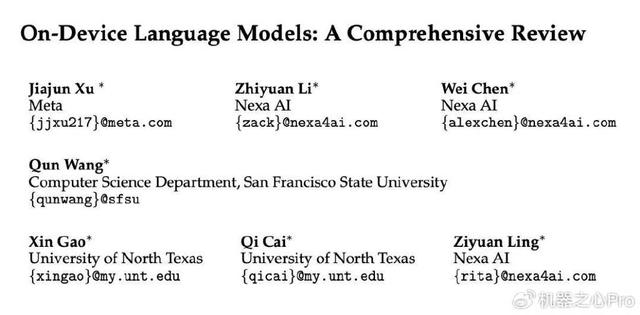 On-Device Language Models: A Comprehensive Review
Jiajun Xu * Zhiyuan Li* Wei Chen*
Meta Nexa AI Nexa AI
{jjxu217}@meta.com {zack}@nexa4ai.com {alexchen}@nexa4ai.com
Qun Wang*
Computer Science Department, San Francisco State University
{qunwang}@sfsu
Xin Gao* Qi Cai* Ziyuan Ling*
University of North Texas University of North Texas Nexa AI
{xingao}@my.unt.edu {qicai}@my.unt.edu {rita}@nexa4ai.com
机器之心Pro